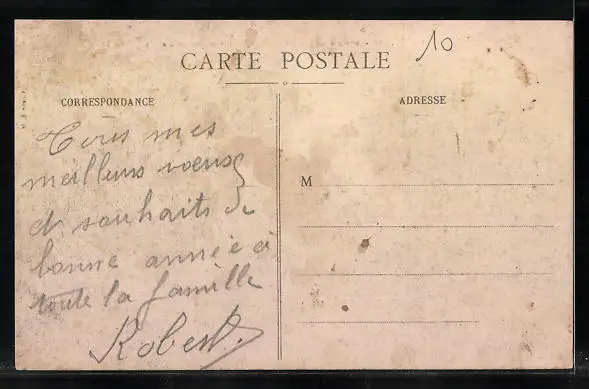 CARTE POSTALE
10
CORRESPONDANCE
ADRESSE
Tous mes
meilleurs voeux
et souhaits de
bonne année à
toute la famille
Robert.
M